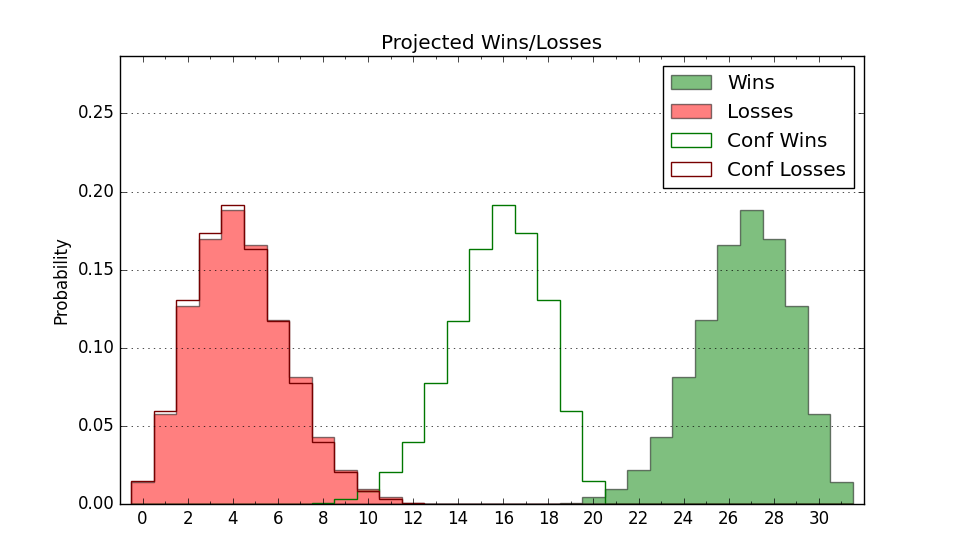 Projected Wins/Losses
Wins
Losses
Conf Wins
Conf Losses
Probability
0.25
0.20
0.15
0.10
0.05
0.00
0 2 4 6 8 10 12 14 16 18 20 22 24 26 28 30